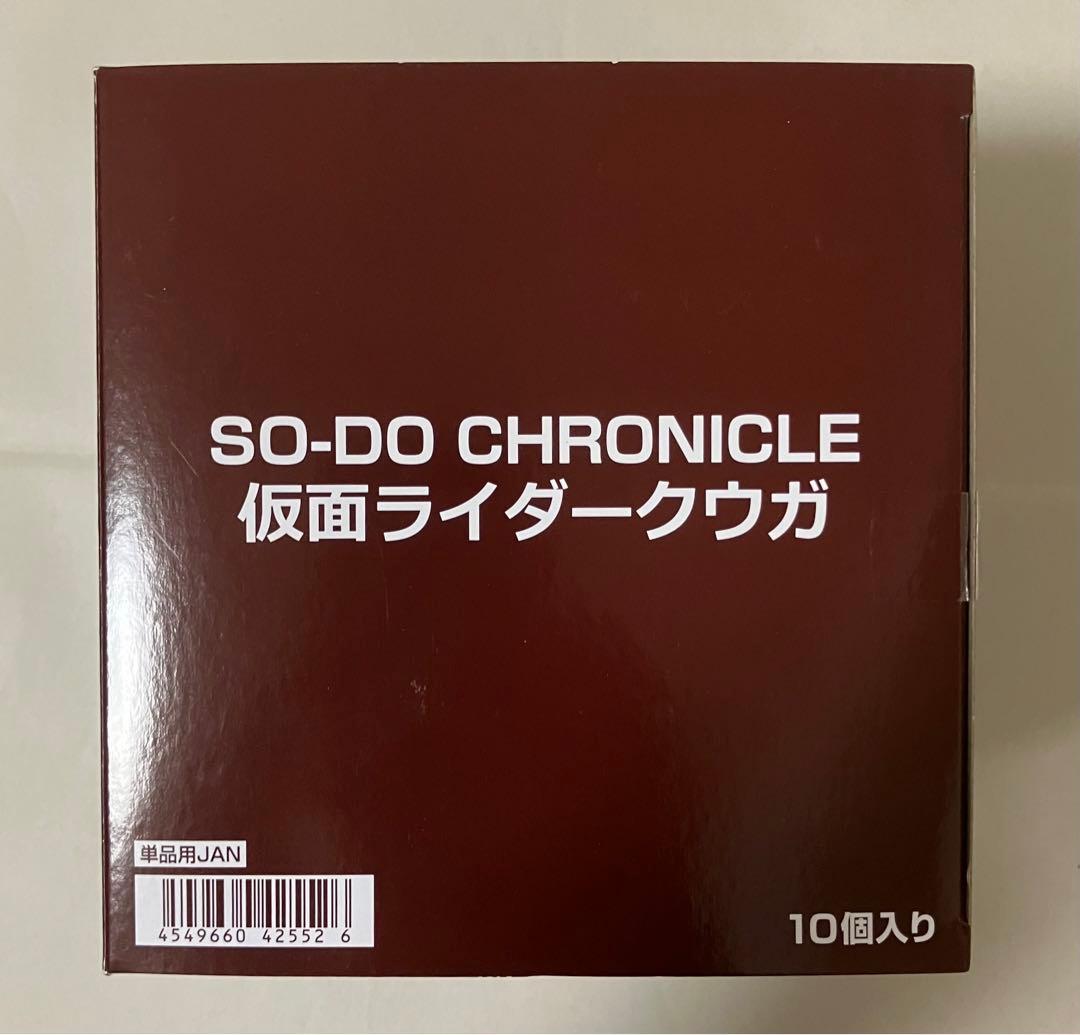 SO-DO CHRONICLE
仮面ライダークウガ
単品用JAN
4549660 42552 6
10個入り